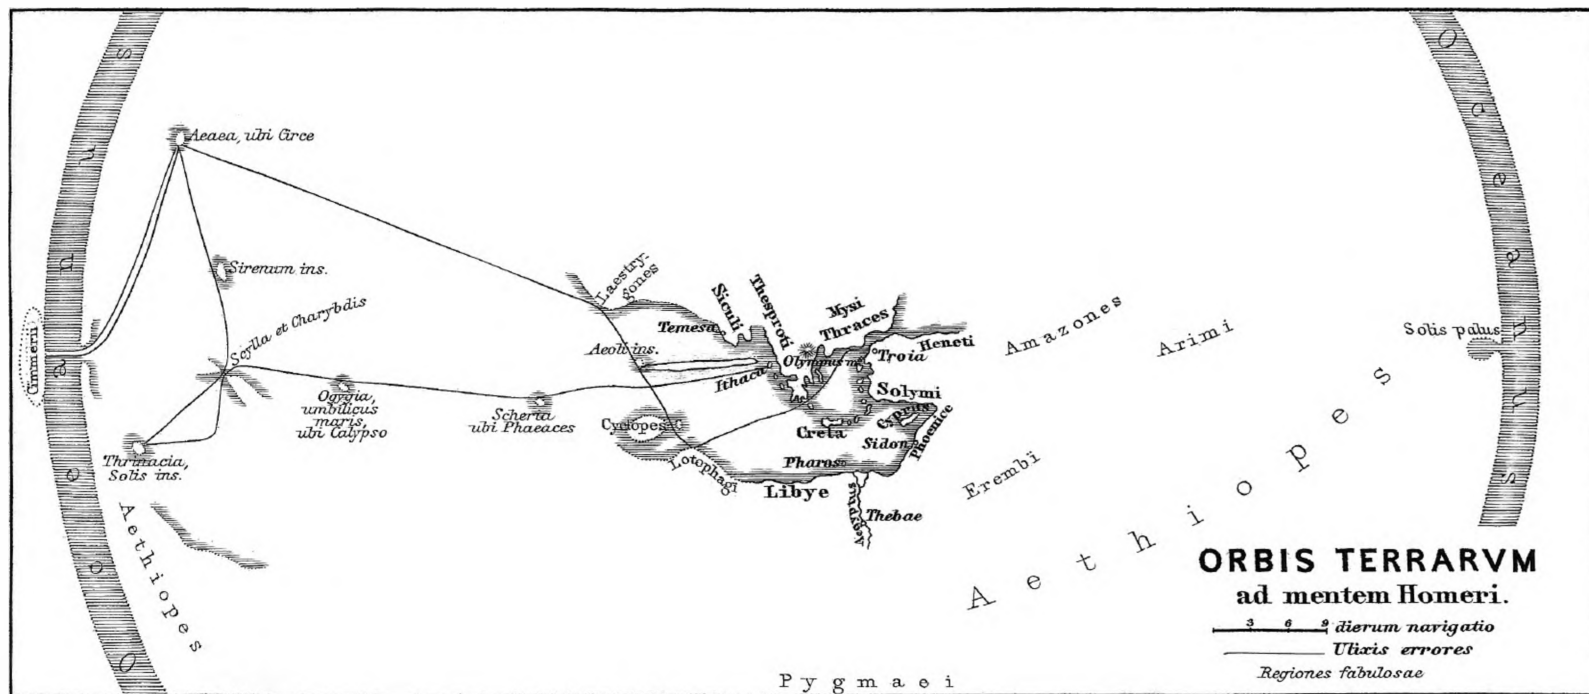 Oceanus
Aeaea, ubi Circe
Sirenum ins.
Cimmerii
Scylla et Charybdis
Ogygia,
umbilicus
maris,
ubi Calypso
Scheria
ubi Phaeaces
Thrinacia,
Solis ins.
Aethiopes
Laestry-
gones
Temesa
Siculi
Thesproti
Mysi
Thraces
Heneti
Aeoli ins.
Olympus m.
Troia
Ithaca
Solymi
Cyclopes
Creta
Cyprus
Phoenice
Sidon
Lotophagi
Pharos
Libye
Aegyptus
Thebae
Amazones
Arimi
Solis palus
Erembi
Aethiopes
Oceanus
Pygmaei
ORBIS TERRARVM
ad mentem Homeri.
3 6 9 dierum navigatio
Ulixis errores
Regiones fabulosae